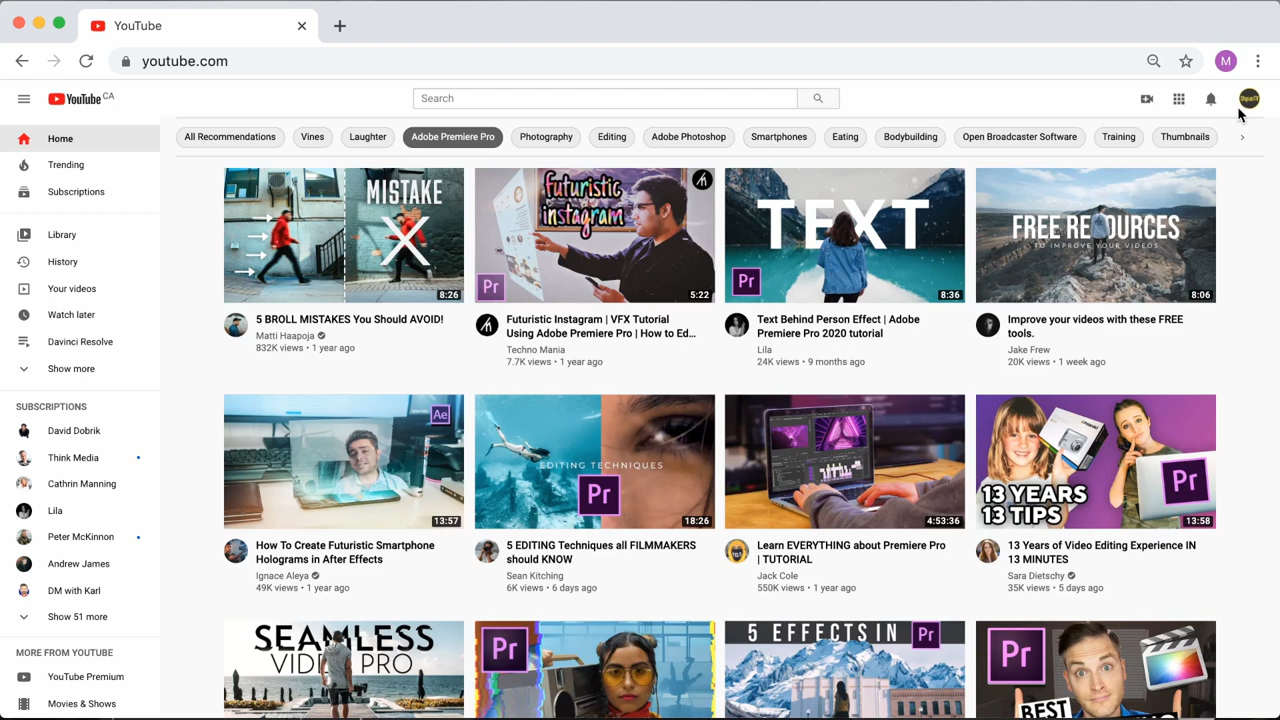 YouTube
youtube.com
M
YouTube CA
Search
ShpanTV
All Recommendations
Vines
Laughter
Adobe Premiere Pro
Photography
Editing
Adobe Photoshop
Smartphones
Eating
Bodybuilding
Open Broadcaster Software
Training
Thumbnails
Home
Trending
Subscriptions
Library
History
Your videos
Watch later
Davinci Resolve
Show more
SUBSCRIPTIONS
David Dobrik
Think Media
Cathrin Manning
Lila
Peter McKinnon
Andrew James
DM with Karl
Show 51 more
MORE FROM YOUTUBE
YouTube Premium
Movies & Shows
MISTAKE
X
8:26
5 BROLL MISTAKES You Should AVOID!
Matti Haapoja
832K views • 1 year ago
futuristic
instagram
Pr
5:22
Futuristic Instagram | VFX Tutorial
Using Adobe Premiere Pro | How to Ed...
Techno Mania
7.7K views • 1 year ago
TEXT
Pr
8:36
Text Behind Person Effect | Adobe
Premiere Pro 2020 tutorial
Lila
24K views • 9 months ago
FREE RESOURCES
TO IMPROVE YOUR VIDEOS
8:06
Improve your videos with these FREE
tools.
Jake Frew
20K views • 1 week ago
Ae
13:57
How To Create Futuristic Smartphone
Holograms in After Effects
Ignace Aleya
49K views • 1 year ago
EDITING TECHNIQUES
Pr
18:26
5 EDITING Techniques all FILMMAKERS
should KNOW
Sean Kitching
6K views • 6 days ago
4:53:36
Learn EVERYTHING about Premiere Pro
| TUTORIAL
Jack Cole
550K views • 1 year ago
13 YEARS
13 TIPS
Pr
13:58
13 Years of Video Editing Experience IN
13 MINUTES
Sara Dietschy
35K views • 5 days ago
SEAMLESS
VIDEO PRO
Pr
5 EFFECTS IN
Pr
Pr
BEST